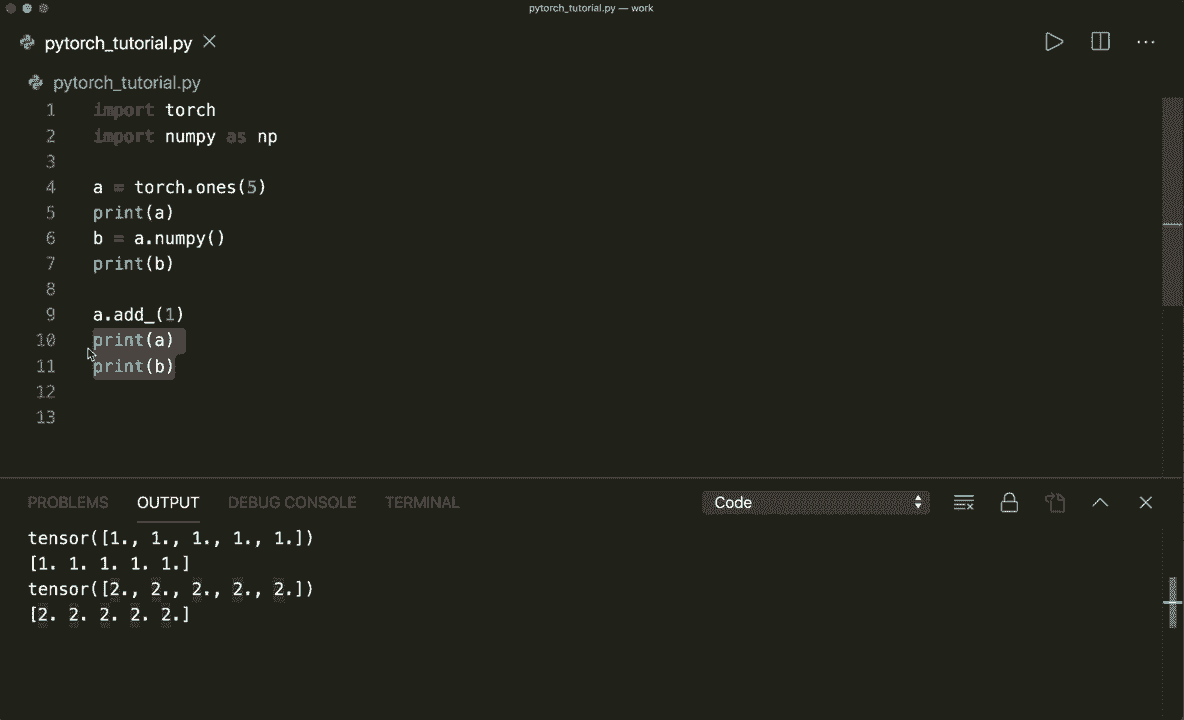 pytorch_tutorial.py — work
pytorch_tutorial.py
pytorch_tutorial.py
1 import torch
2 import numpy as np
3
4 a = torch.ones(5)
5 print(a)
6 b = a.numpy()
7 print(b)
8
9 a.add_(1)
10 print(a)
11 print(b)
12
13
PROBLEMS OUTPUT DEBUG CONSOLE TERMINAL Code
tensor([1., 1., 1., 1., 1.])
[1. 1. 1. 1. 1.]
tensor([2., 2., 2., 2., 2.])
[2. 2. 2. 2. 2.]